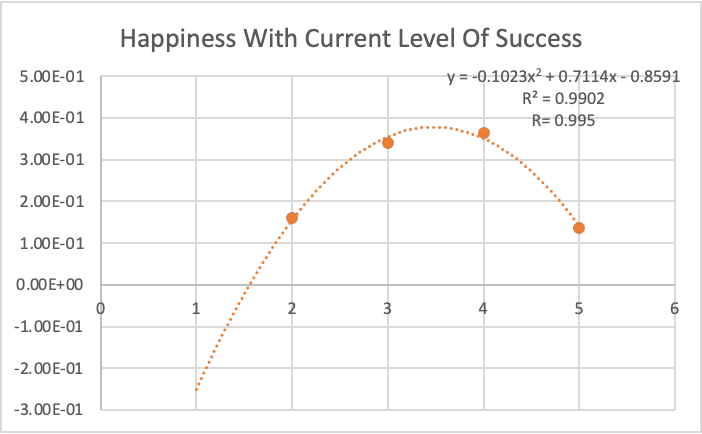 Happiness With Current Level Of Success
y = -0.1023x² + 0.7114x - 0.8591
R² = 0.9902
R= 0.995
5.00E-01
4.00E-01
3.00E-01
2.00E-01
1.00E-01
0.00E+00
0 1 2 3 4 5 6
-1.00E-01
-2.00E-01
-3.00E-01